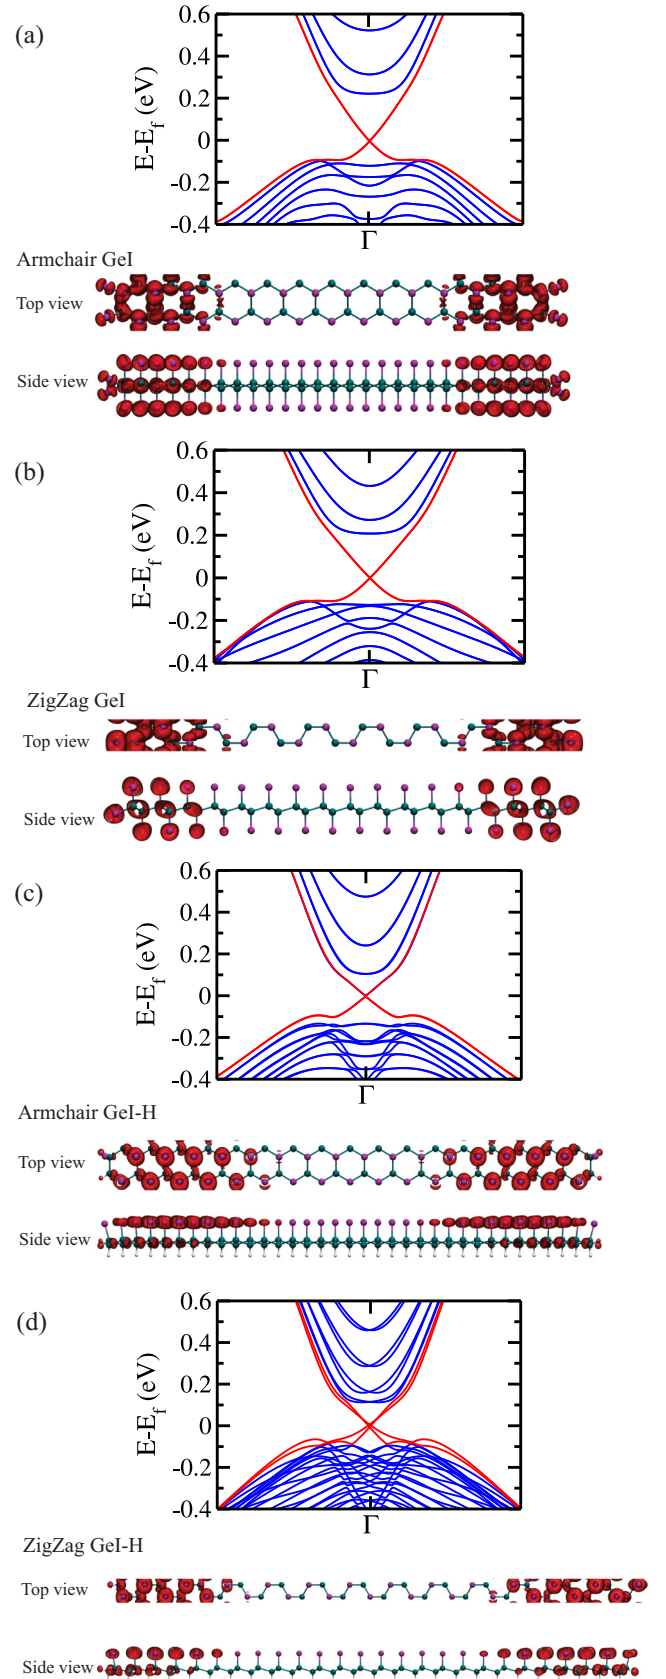 (a)
0.6
0.4
0.2
0
-0.2
-0.4
E-E_f (eV)
Γ
Armchair GeI
Top view
Side view
(b)
0.6
0.4
0.2
0
-0.2
-0.4
E-E_f (eV)
Γ
ZigZag GeI
Top view
Side view
(c)
0.6
0.4
0.2
0
-0.2
-0.4
E-E_f (eV)
Γ
Armchair GeI-H
Top view
Side view
(d)
0.6
0.4
0.2
0
-0.2
-0.4
E-E_f (eV)
Γ
ZigZag GeI-H
Top view
Side view